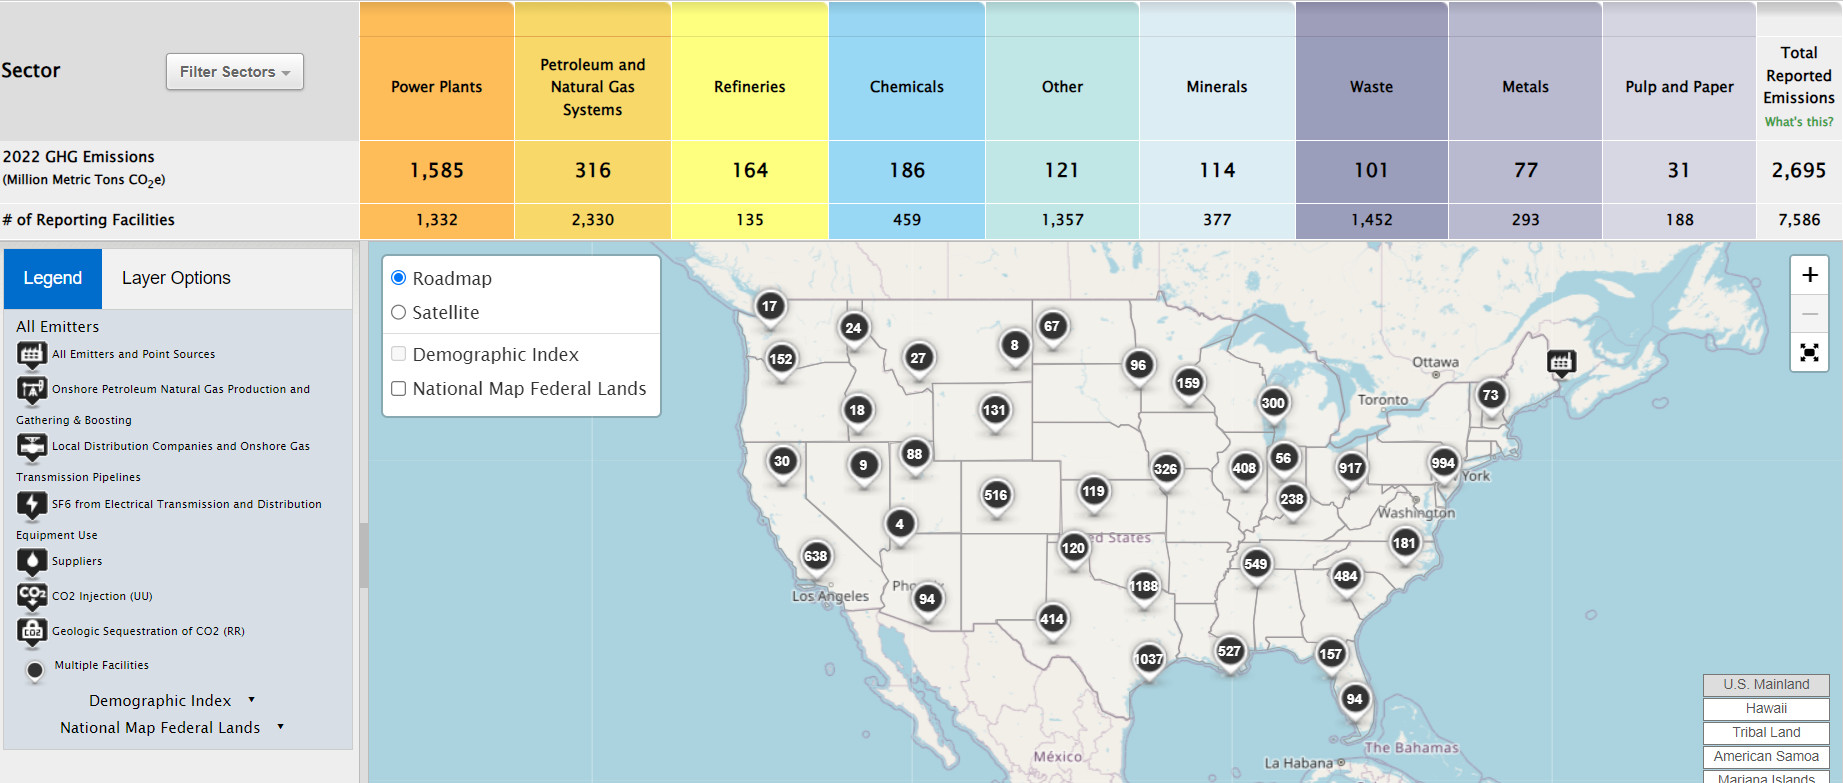 Sector
Filter Sectors
Power Plants
Petroleum and
Natural Gas
Systems
Refineries
Chemicals
Other
Minerals
Waste
Metals
Pulp and Paper
Total
Reported
Emissions
What's this?
2022 GHG Emissions
(Million Metric Tons CO2e)
1,585 316 164 186 121 114 101 77 31 2,695
# of Reporting Facilities
1,332 2,330 135 459 1,357 377 1,452 293 188 7,586
Legend
Layer Options
All Emitters
All Emitters and Point Sources
Onshore Petroleum Natural Gas Production and
Gathering & Boosting
Local Distribution Companies and Onshore Gas
Transmission Pipelines
SF6 from Electrical Transmission and Distribution
Equipment Use
Suppliers
CO2
CO2 Injection (UU)
CO2
Geologic Sequestration of CO2 (RR)
Multiple Facilities
Demographic Index
National Map Federal Lands
Roadmap
Satellite
Demographic Index
National Map Federal Lands
+
−
17
24
67
8
27
152
96
159
Ottawa
73
300
Toronto
18
131
30
9
88
326
408
56
917
994
York
516
119
238
Washington
4
638
120
ed States
181
549
484
1188
Los Angeles
Pho
94
414
1037
527
157
94
México
La Habana
The Bahamas
U.S. Mainland
Hawaii
Tribal Land
American Samoa
Mariana Islands